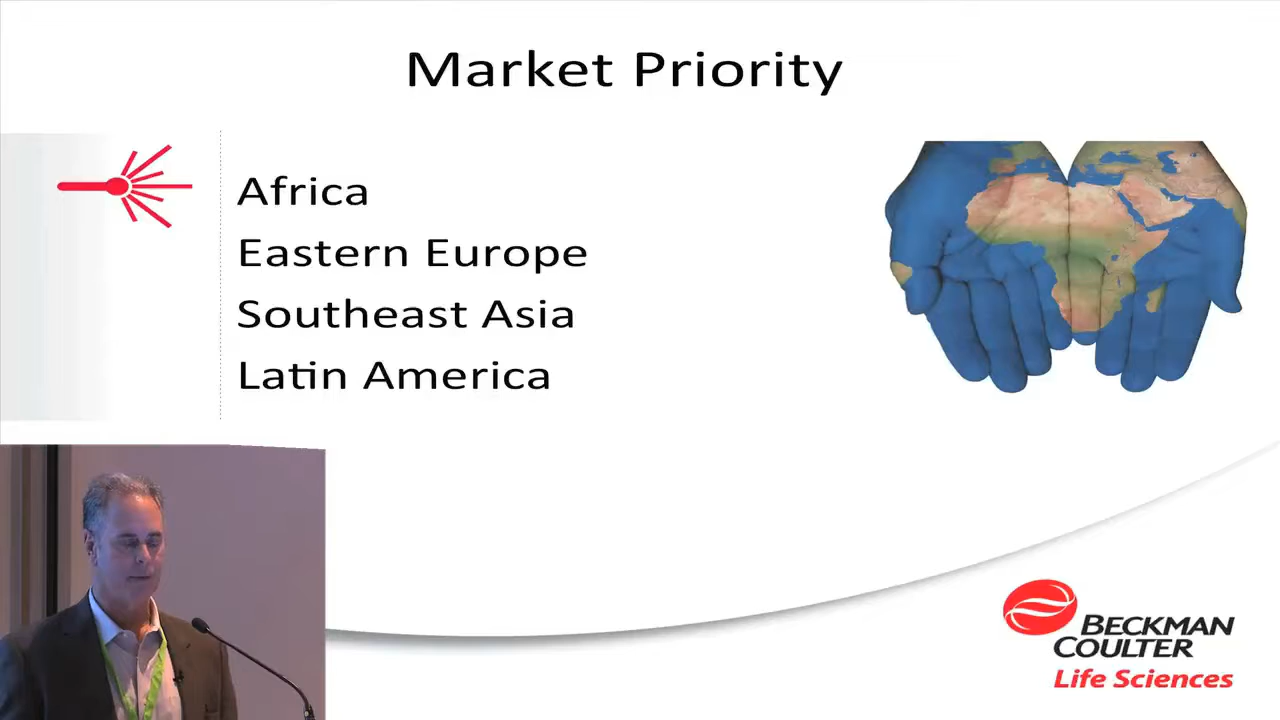 Market Priority
Africa
Eastern Europe
Southeast Asia
Latin America
BECKMAN
COULTER
Life Sciences